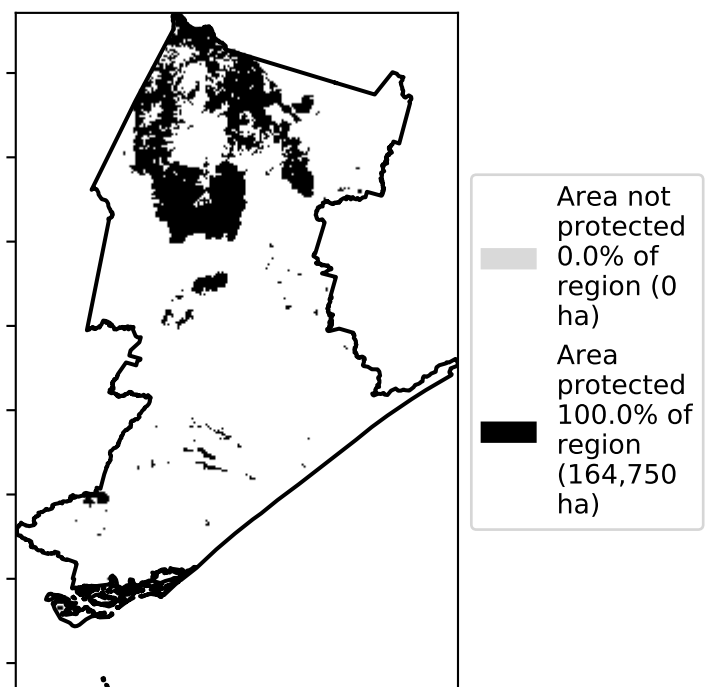 Area not
protected
0.0% of
region (0
ha)
Area
protected
100.0% of
region
(164,750
ha)